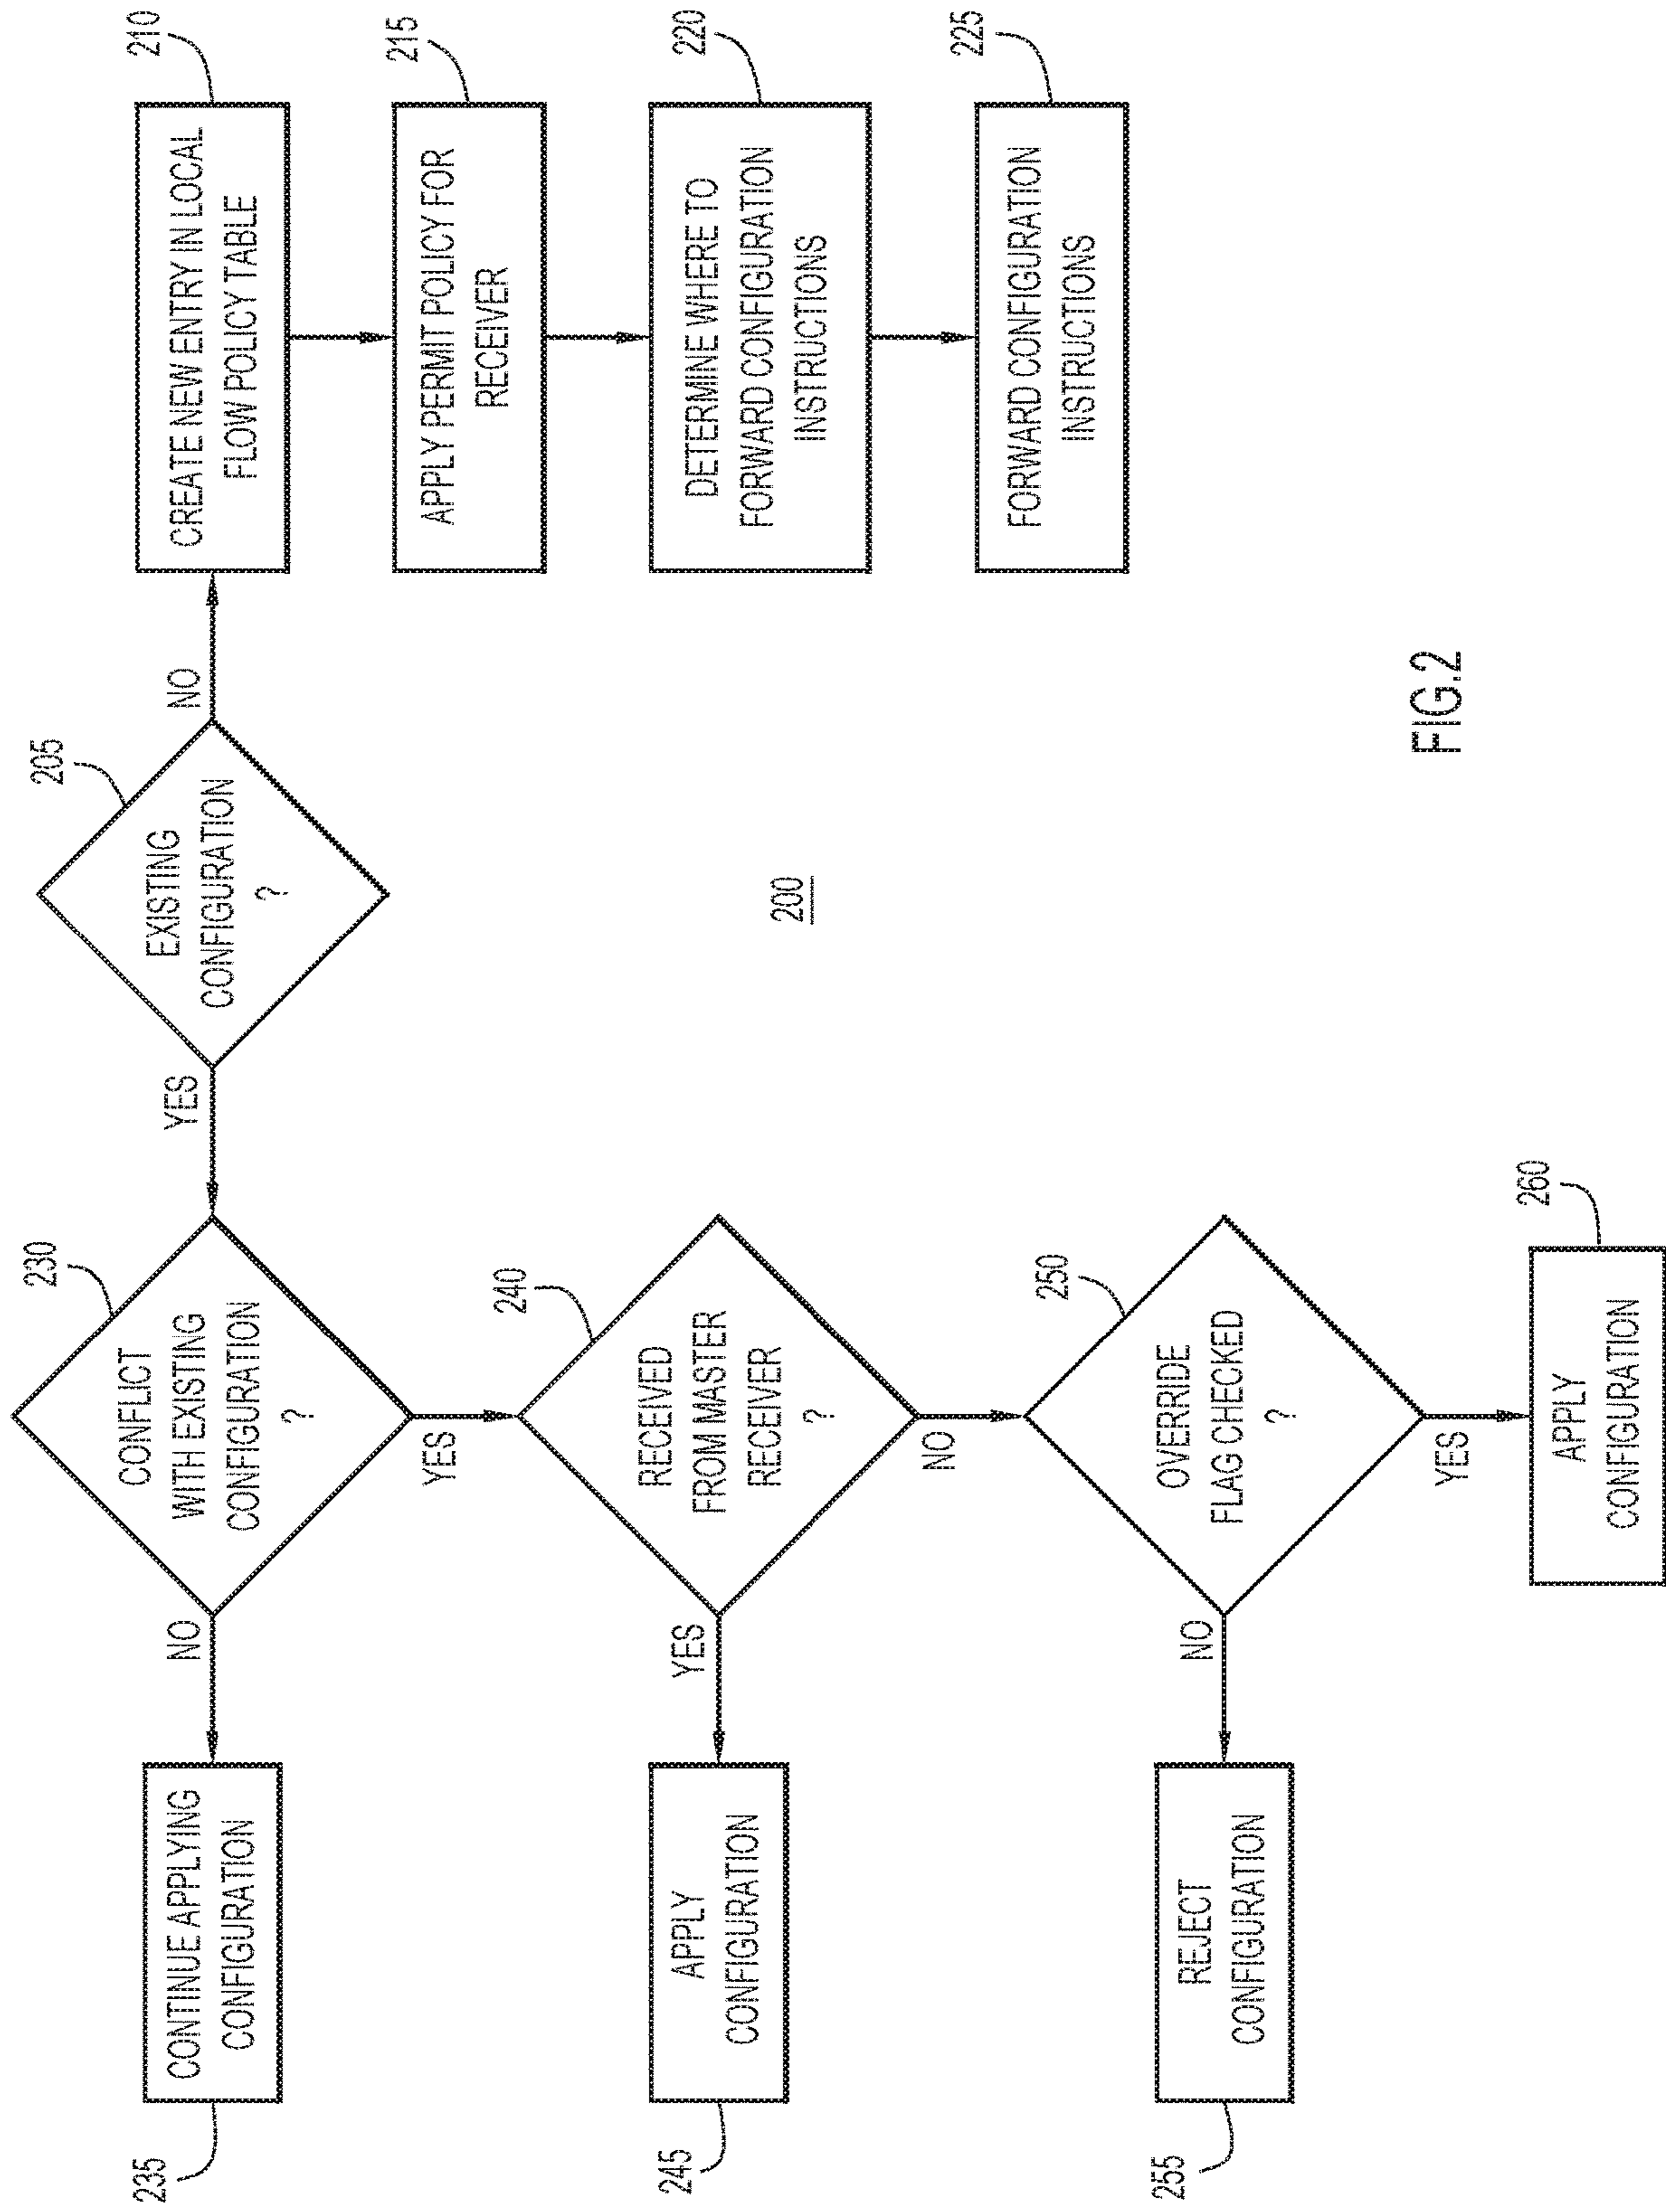 205
EXISTING
CONFIGURATION
?
NO
210
CREATE NEW ENTRY IN LOCAL
FLOW POLICY TABLE
215
APPLY PERMIT POLICY FOR
RECEIVER
220
DETERMINE WHERE TO
FORWARD CONFIGURATION
INSTRUCTIONS
225
FORWARD CONFIGURATION
INSTRUCTIONS
YES
230
CONFLICT
WITH EXISTING
CONFIGURATION
?
NO
235
CONTINUE APPLYING
CONFIGURATION
YES
240
RECEIVED
FROM MASTER
RECEIVER
?
YES
245
APPLY
CONFIGURATION
NO
250
OVERRIDE
FLAG CHECKED
?
NO
255
REJECT
CONFIGURATION
YES
260
APPLY
CONFIGURATION
200
FIG.2